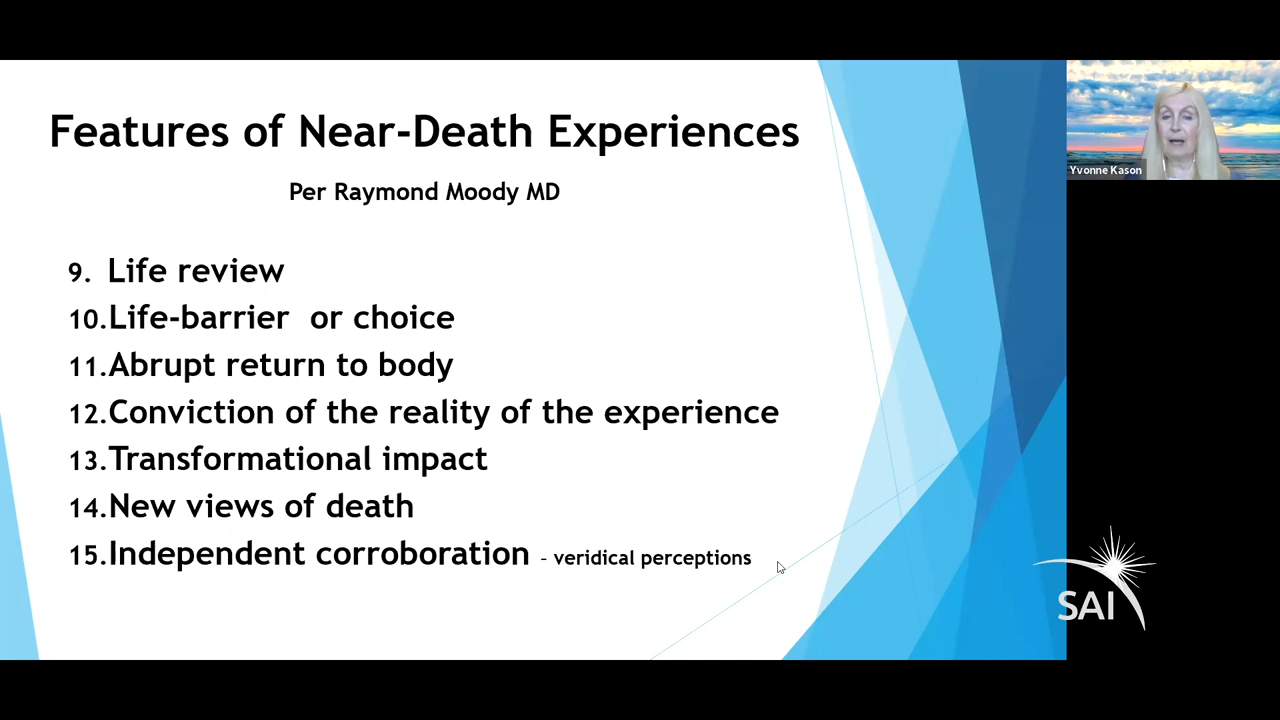 Features of Near-Death Experiences
Per Raymond Moody MD
9. Life review
10.Life-barrier or choice
11.Abrupt return to body
12.Conviction of the reality of the experience
13.Transformational impact
14.New views of death
15.Independent corroboration - veridical perceptions
Yvonne Kason
SAI